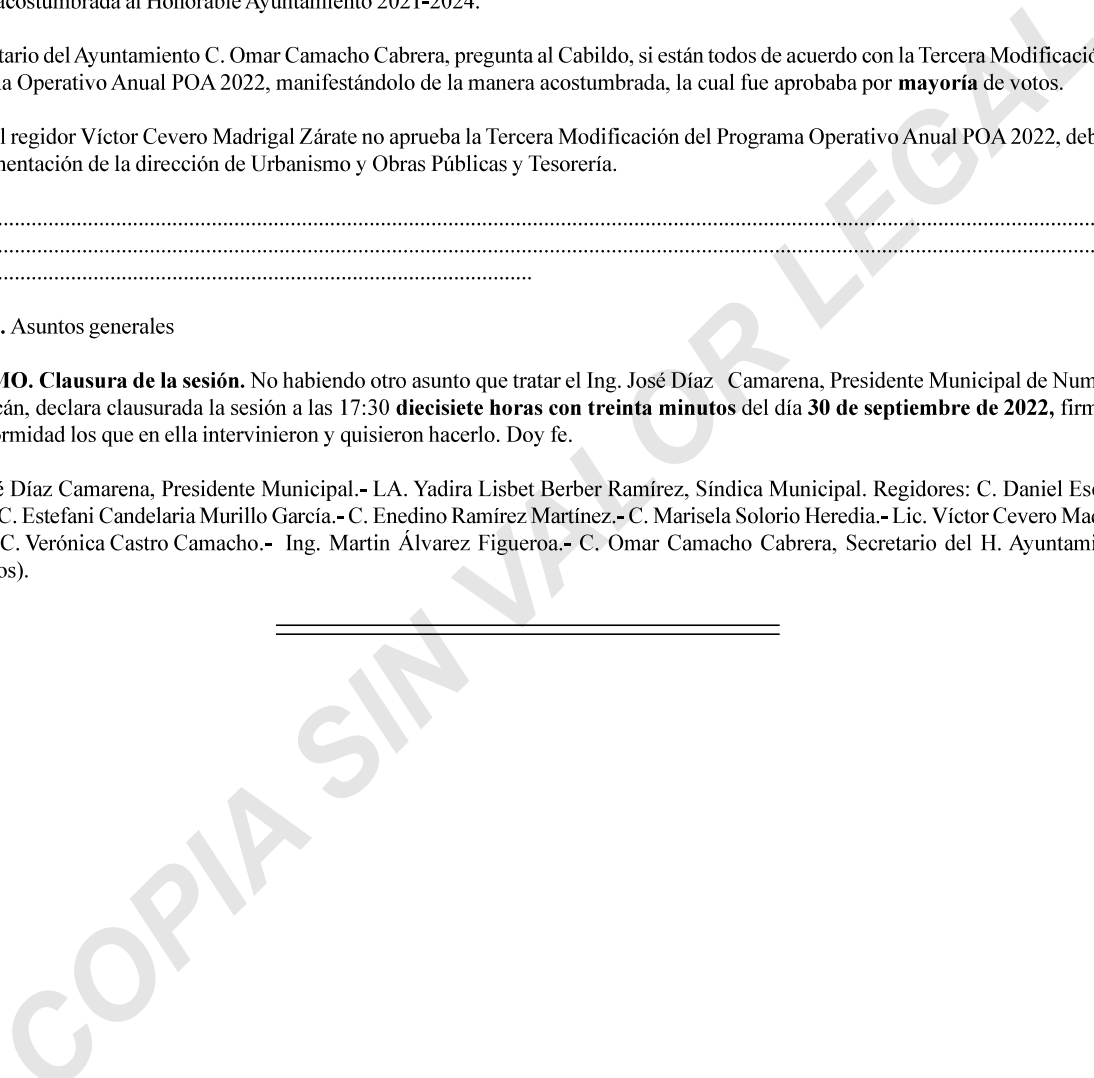 acostumbrada al Honorable Ayuntamiento 2021-2024.
tario del Ayuntamiento C. Omar Camacho Cabrera, pregunta al Cabildo, si están todos de acuerdo con la Tercera Modificació
a Operativo Anual POA 2022, manifestándolo de la manera acostumbrada, la cual fue aprobaba por mayoría de votos.
l regidor Víctor Cevero Madrigal Zárate no aprueba la Tercera Modificación del Programa Operativo Anual POA 2022, deb
mentación de la dirección de Urbanismo y Obras Públicas y Tesorería.
. Asuntos generales
MO. Clausura de la sesión. No habiendo otro asunto que tratar el Ing. José Díaz Camarena, Presidente Municipal de Num
cán, declara clausurada la sesión a las 17:30 diecisiete horas con treinta minutos del día 30 de septiembre de 2022, firm
ormidad los que en ella intervinieron y quisieron hacerlo. Doy fe.
é Díaz Camarena, Presidente Municipal.- LA. Yadira Lisbet Berber Ramírez, Síndica Municipal. Regidores: C. Daniel Es
C. Estefani Candelaria Murillo García.- C. Enedino Ramírez Martínez.- C. Marisela Solorio Heredia.- Lic. Víctor Cevero Ma
C. Verónica Castro Camacho.- Ing. Martin Álvarez Figueroa.- C. Omar Camacho Cabrera, Secretario del H. Ayuntami
os).
COPIA SIN VALOR LEGAL